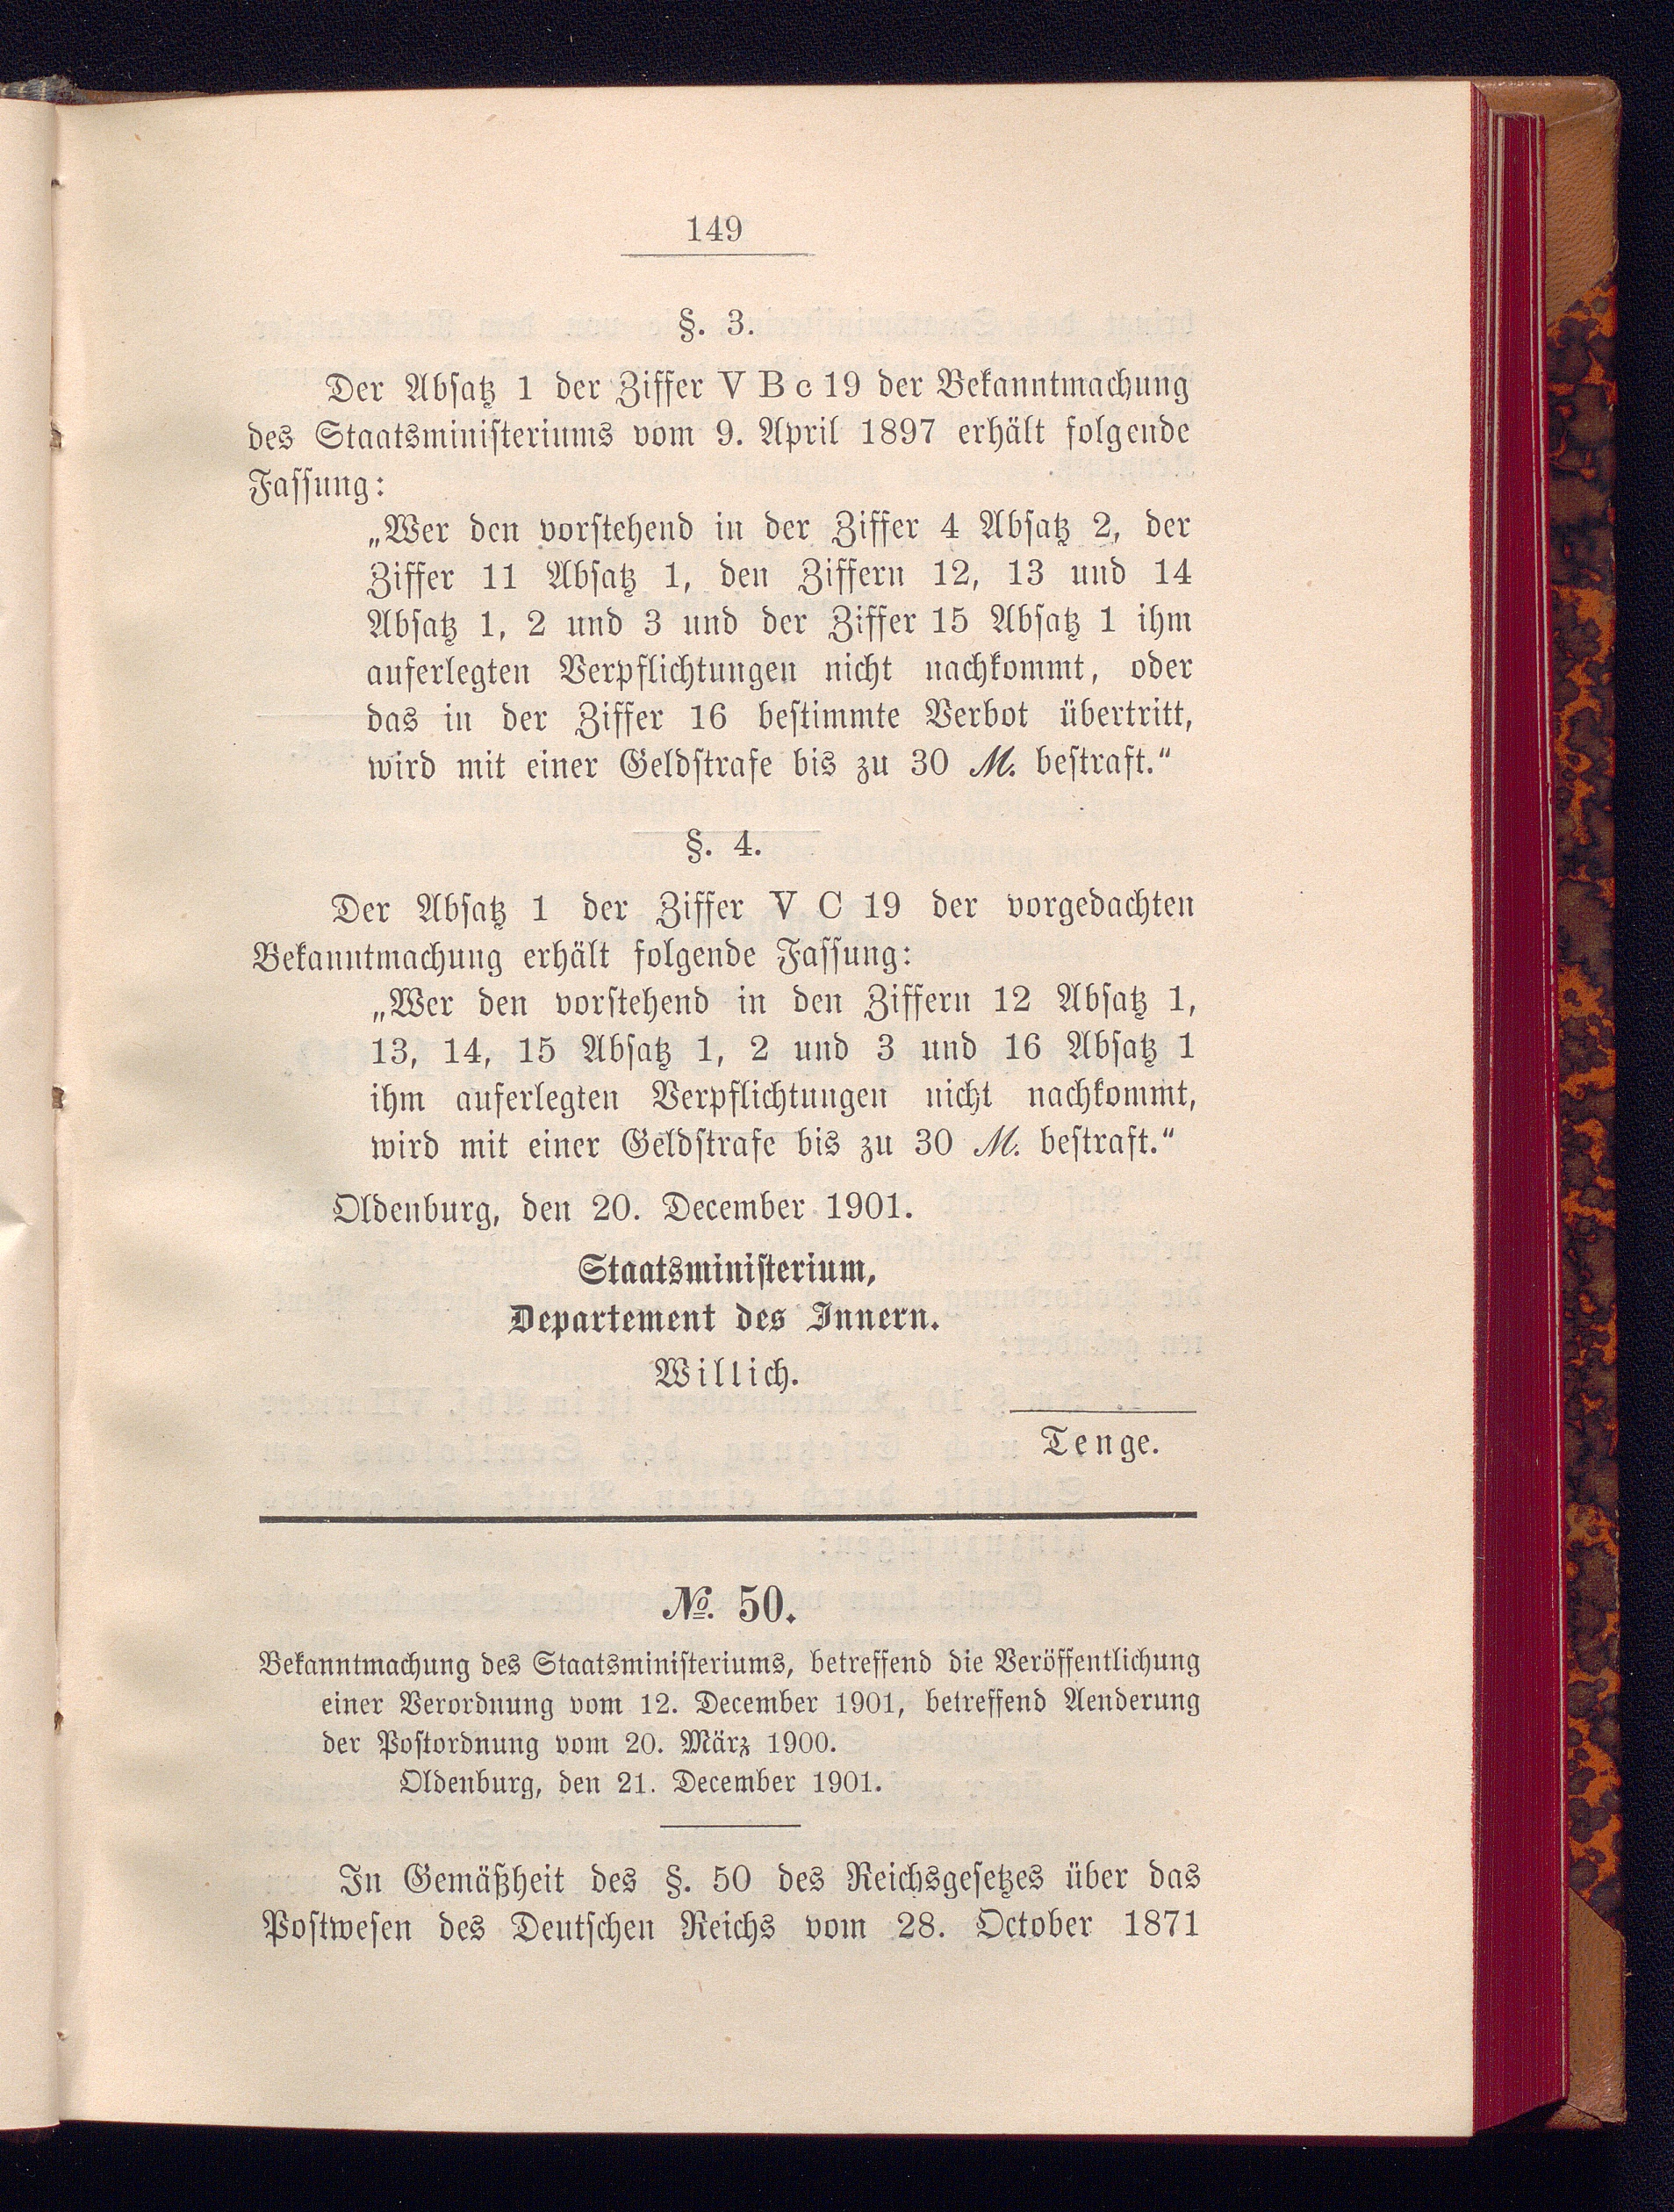 149
§. 3.
Der Absatz 1 der Ziffer V B c 19 der Bekanntmachung
des Staatsministeriums vom 9. April 1897 erhält folgende
Fassung:
„Wer den vorstehend in der Ziffer 4 Absatz 2, der
Ziffer 11 Absatz 1, den Ziffern 12, 13 und 14
Absatz 1, 2 und 3 und der Ziffer 15 Absatz 1 ihm
auferlegten Verpflichtungen nicht nachkommt, oder
das in der Ziffer 16 bestimmte Verbot übertritt,
wird mit einer Geldstrafe bis zu 30 M. bestraft.“
§. 4.
Der Absatz 1 der Ziffer V C 19 der vorgedachten
Bekanntmachung erhält folgende Fassung:
„Wer den vorstehend in den Ziffern 12 Absatz 1,
13, 14, 15 Absatz 1, 2 und 3 und 16 Absatz 1
ihm auferlegten Verpflichtungen nicht nachkommt,
wird mit einer Geldstrafe bis zu 30 M. bestraft.“
Oldenburg, den 20. December 1901.
Staatsministerium,
Departement des Innern.
Willich.
Tenge.
№. 50.
Bekanntmachung des Staatsministeriums, betreffend die Veröffentlichung
einer Verordnung vom 12. December 1901, betreffend Aenderung
der Postordnung vom 20. März 1900.
Oldenburg, den 21. December 1901.
In Gemäßheit des §. 50 des Reichsgesetzes über das
Postwesen des Deutschen Reichs vom 28. October 1871